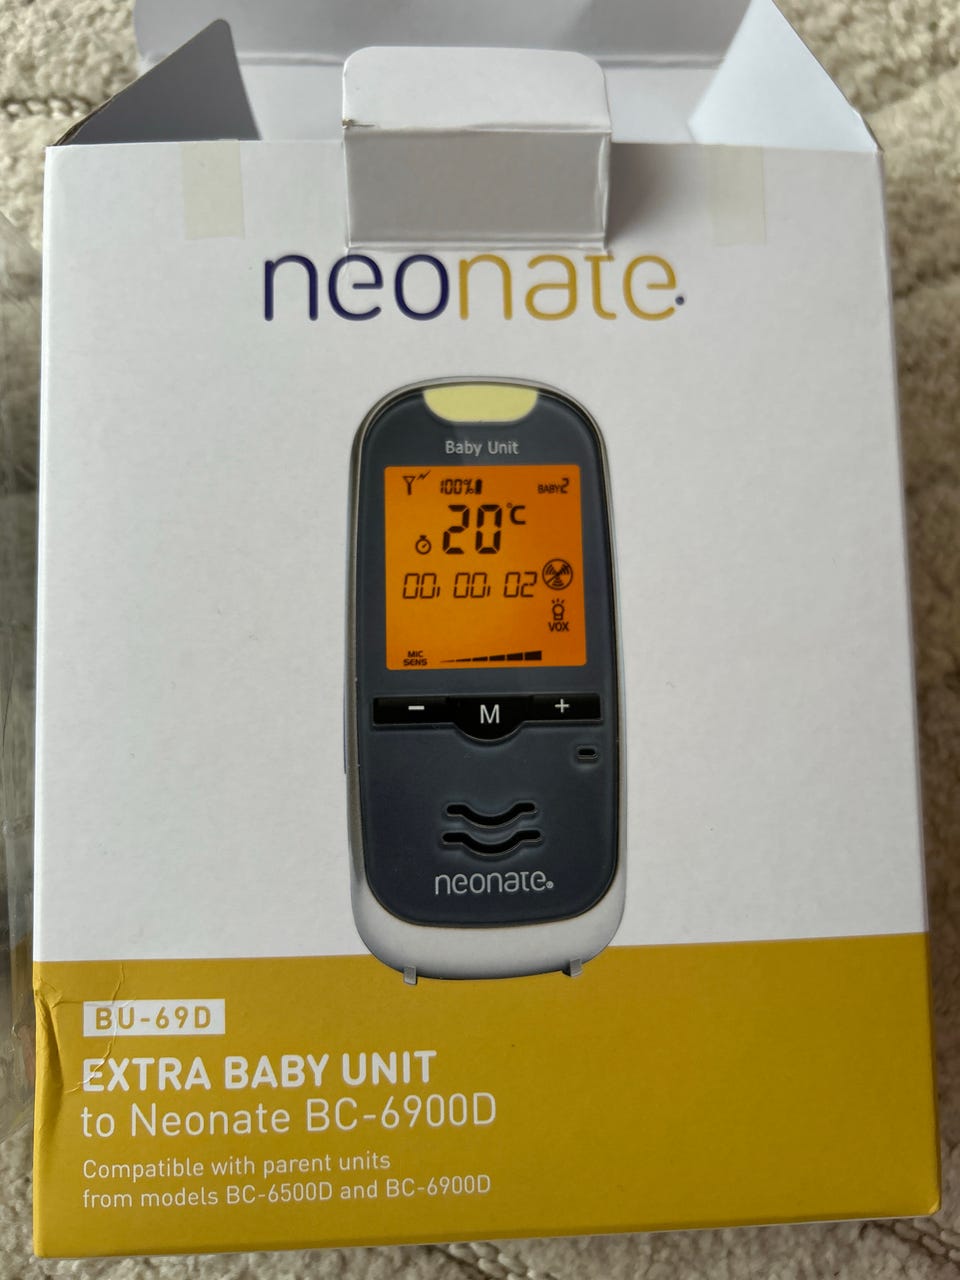 neonate.
Baby Unit
100% BABY2
20°C
00, 00, 02
VOX
MIC
SENS
- M +
neonate.
BU-69D
EXTRA BABY UNIT
to Neonate BC-6900D
Compatible with parent units
from models BC-6500D and BC-6900D